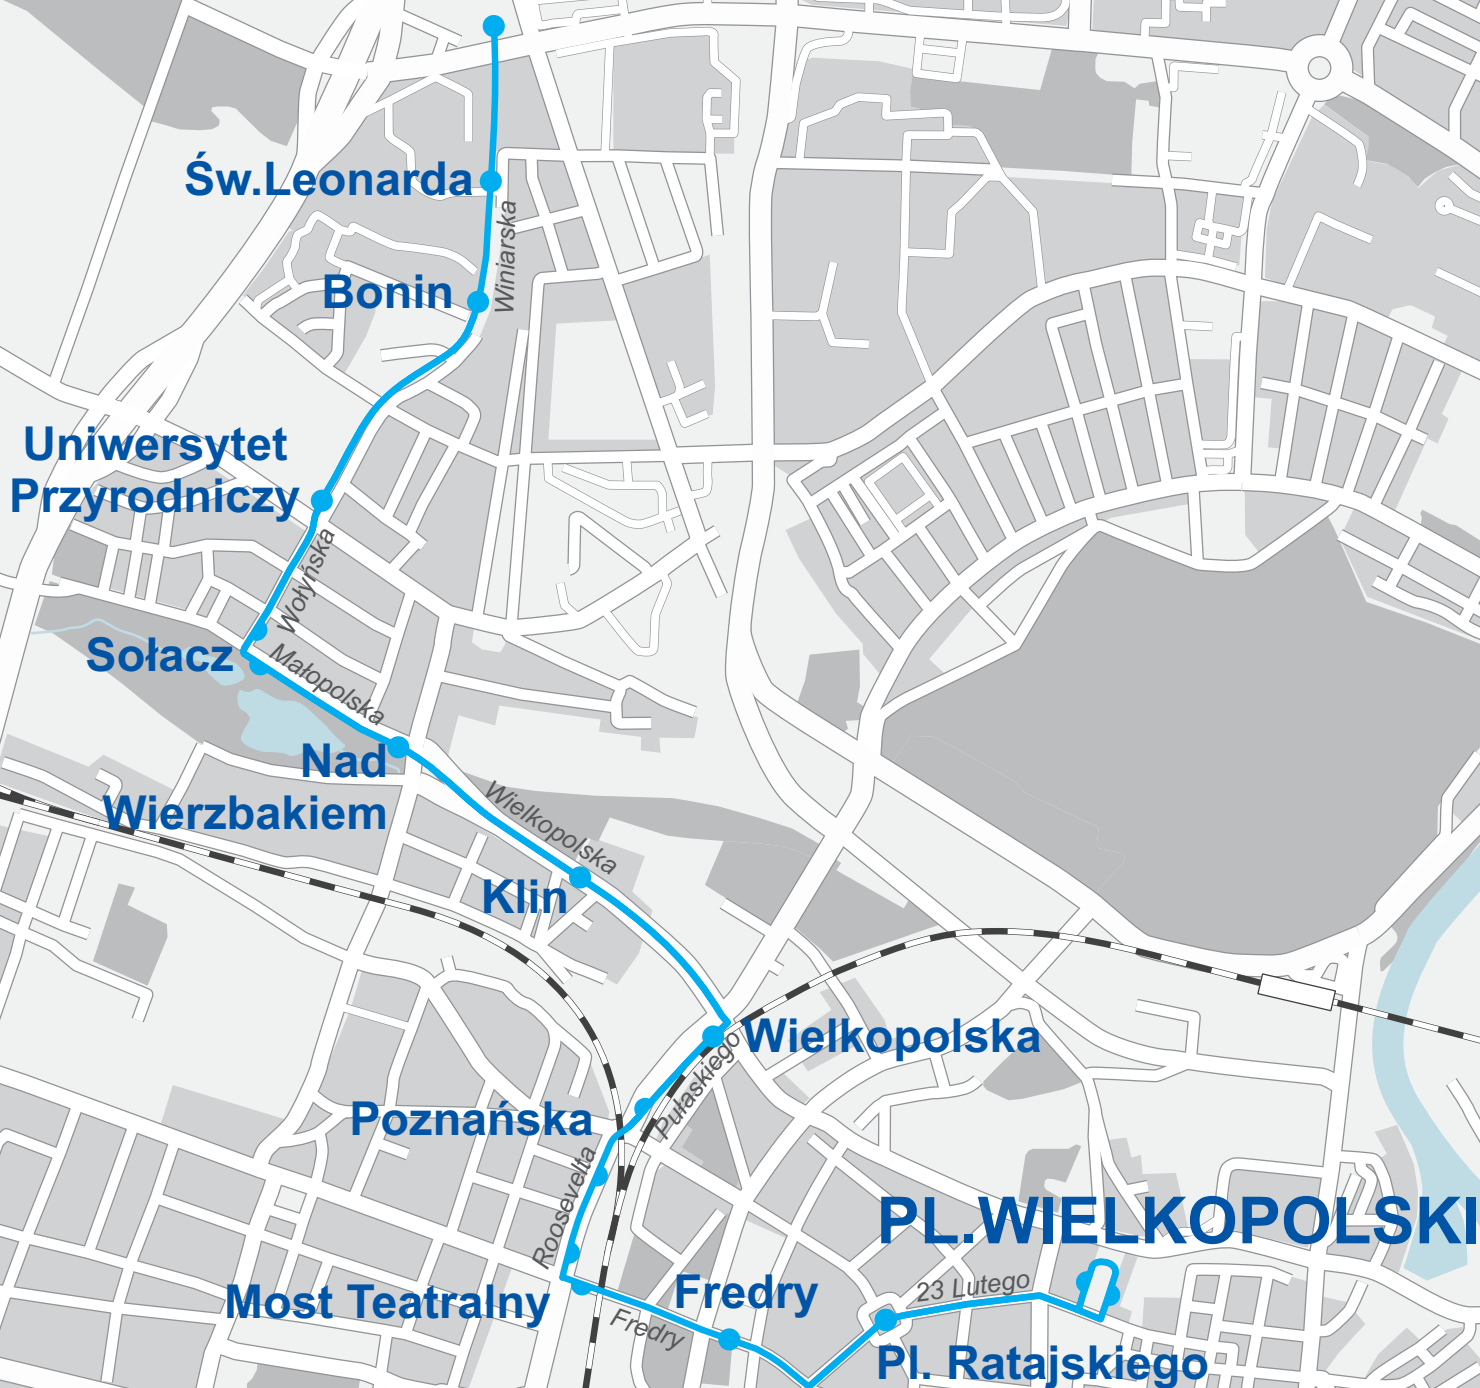 Św.Leonarda
Winiarska
Bonin
Uniwersytet
Przyrodniczy
Wołyńska
Sołacz
Małopolska
Nad
Wierzbakiem
Wielkopolska
Klin
Wielkopolska
Pułaskiego
Poznańska
Roosevelta
PL.WIELKOPOLSKI
Most Teatralny
Fredry
Fredry
23 Lutego
Pl. Ratajskiego